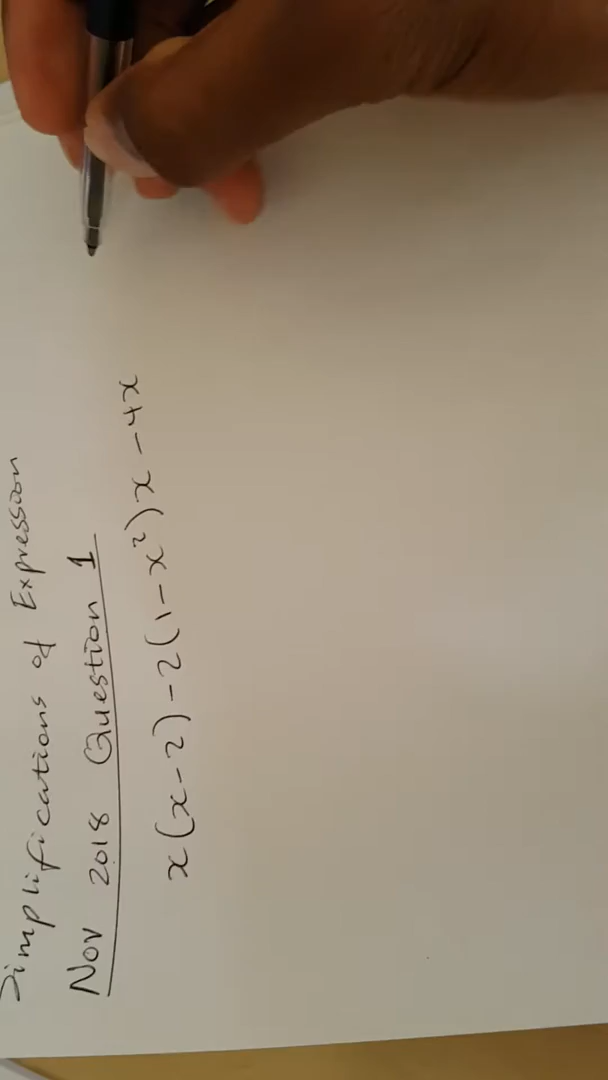 Simplifications of Expression
Nov 2018 Question 1
x(x-2)-2(1-x²)x-4x